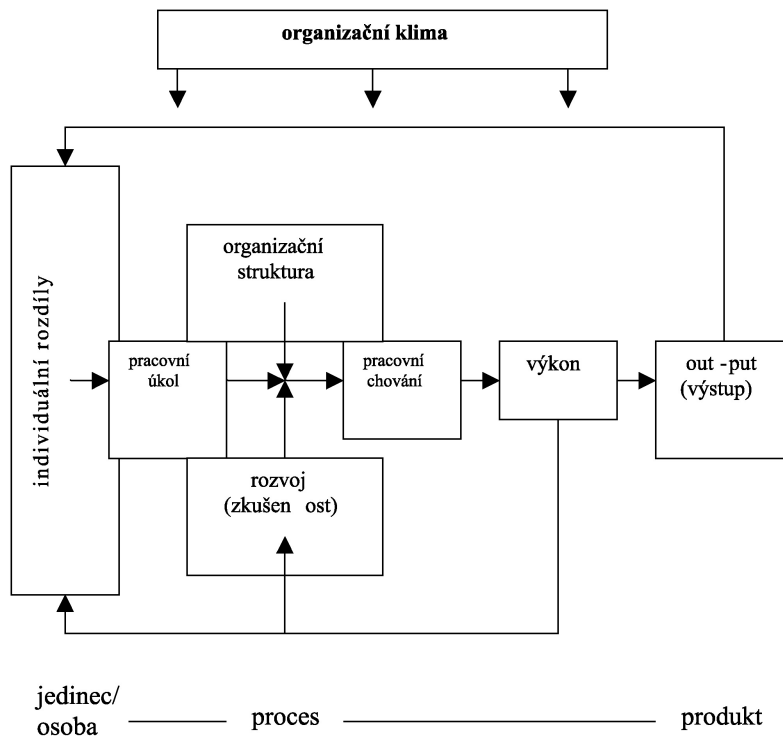 organizační klima
organizační
struktura
individuální rozdíly
pracovní
úkol
pracovní
chování
výkon
out -put
(výstup)
rozvoj
(zkušen ost)
jedinec/
osoba
proces
produkt